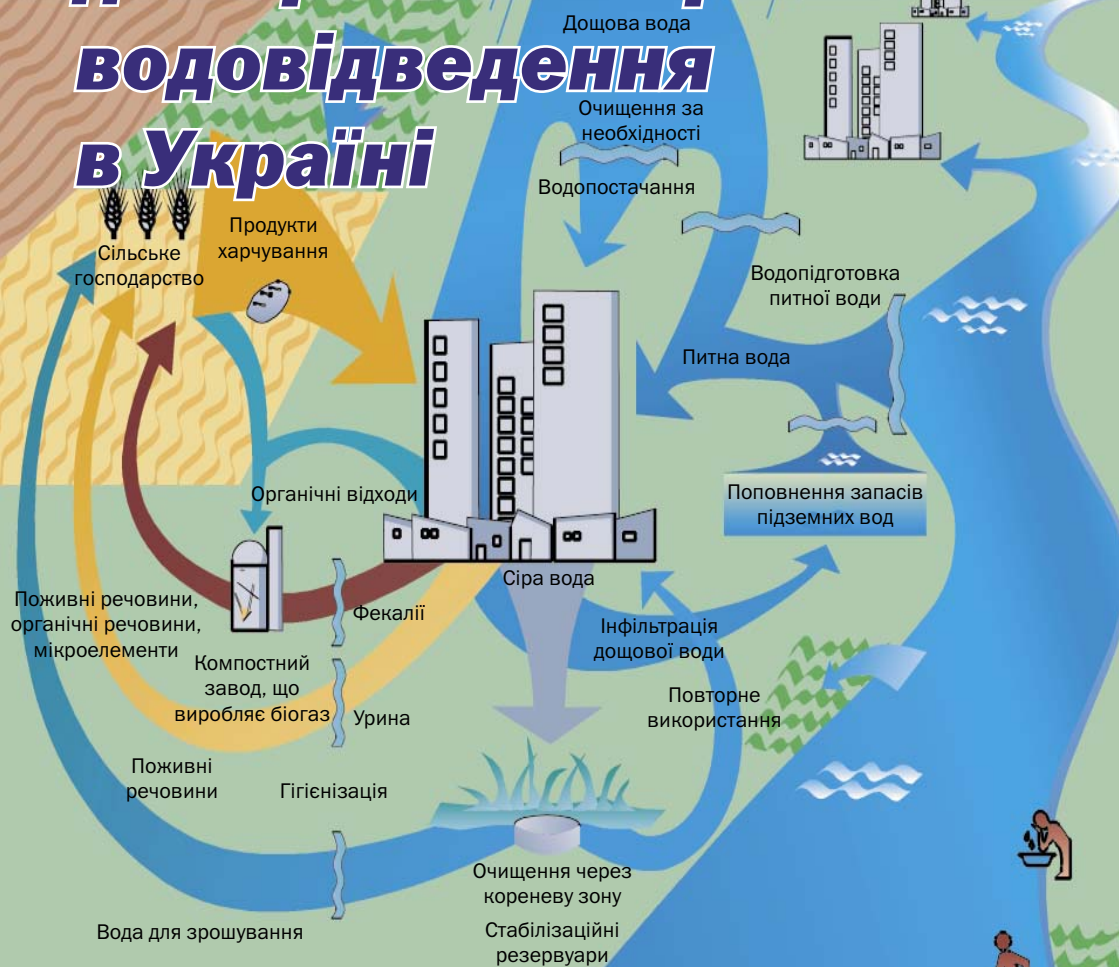 водовідведення
в Україні
Дощова вода
Очищення за
необхідності
Водопостачання
Продукти
харчування
Сільське
господарство
Водопідготовка
питної води
Питна вода
Органічні відходи
Поповнення запасів
підземних вод
Сіра вода
Поживні речовини,
органічні речовини,
мікроелементи
Фекалії
Інфільтрація
дощової води
Компостний
завод, що
виробляє біогаз
Урина
Повторне
використання
Поживні
речовини
Гігієнізація
Очищення через
кореневу зону
Вода для зрошування
Стабілізаційні
резервуари